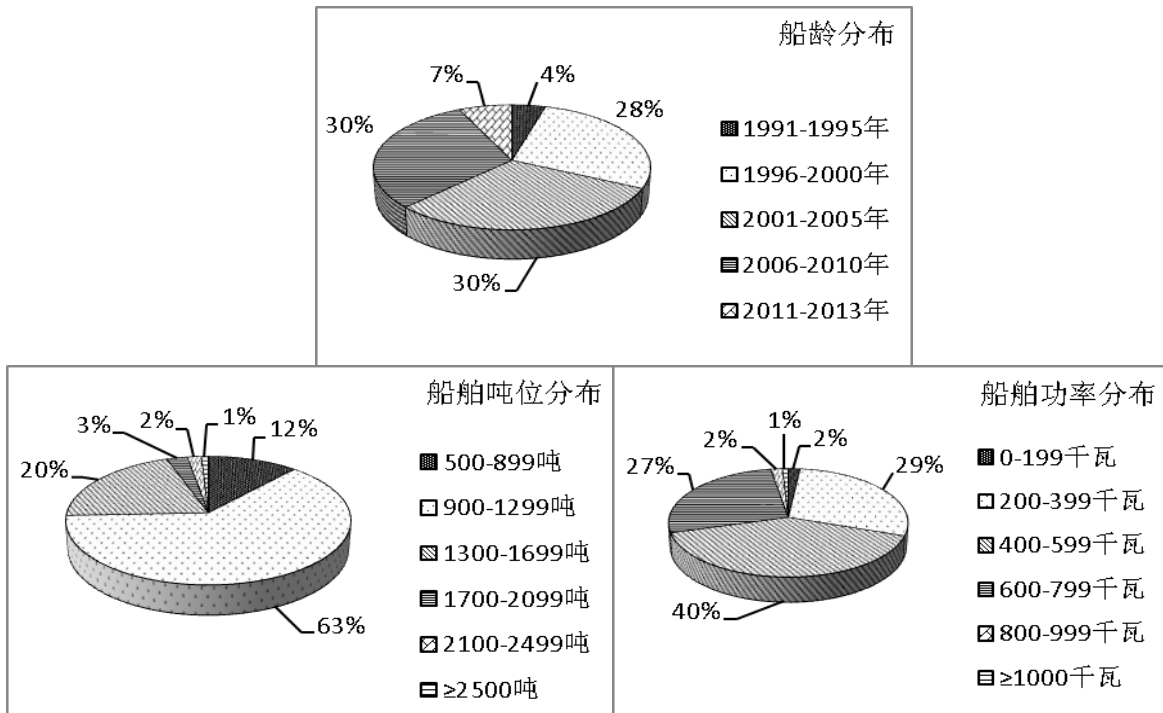 船龄分布
7%
4%
28%
30%
30%
1991-1995年
1996-2000年
2001-2005年
2006-2010年
2011-2013年
船舶吨位分布
3%
2%
1%
12%
20%
63%
500-899吨
900-1299吨
1300-1699吨
1700-2099吨
2100-2499吨
≥2500吨
船舶功率分布
2%
1%
2%
27%
29%
40%
0-199千瓦
200-399千瓦
400-599千瓦
600-799千瓦
800-999千瓦
≥1000千瓦